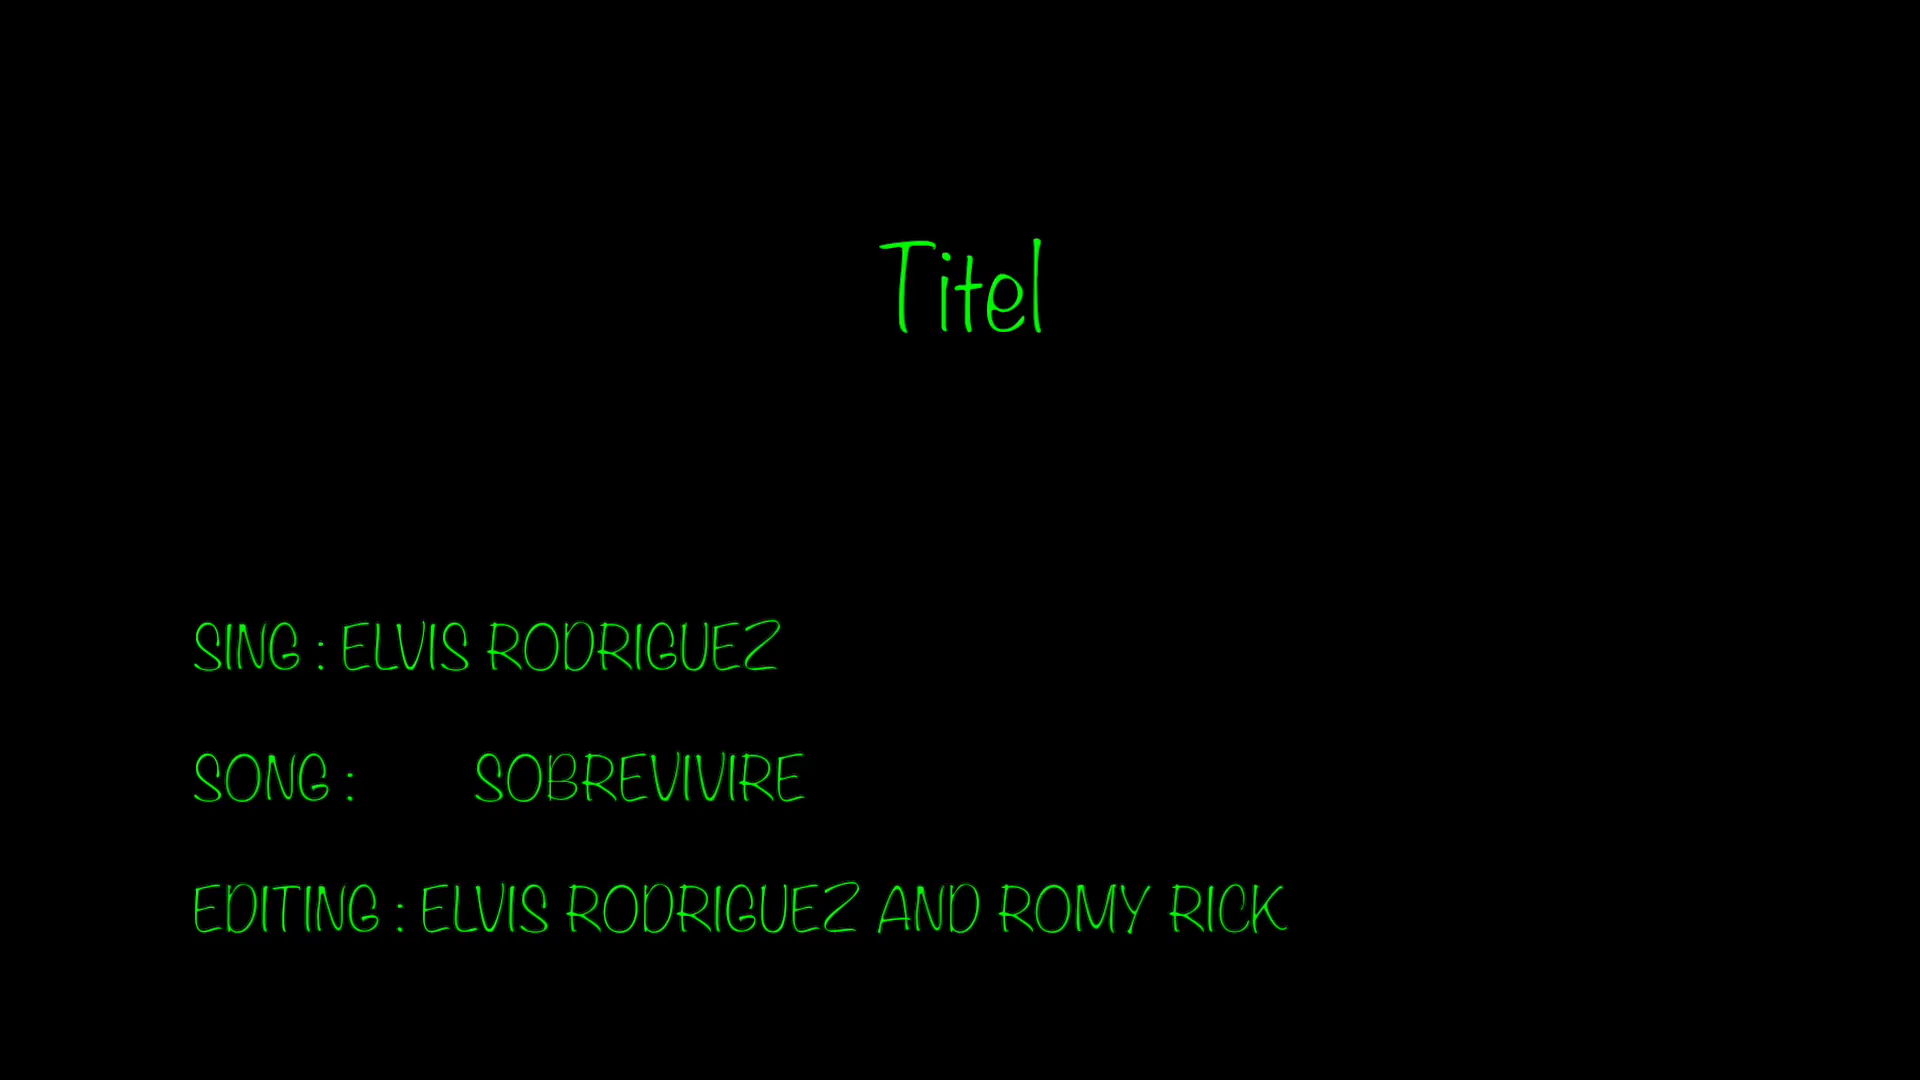 Titel
SING : ELVIS RODRIGUEZ
SONG : SOBREVIVIRE
EDITING : ELVIS RODRIGUEZ AND ROMY RICK